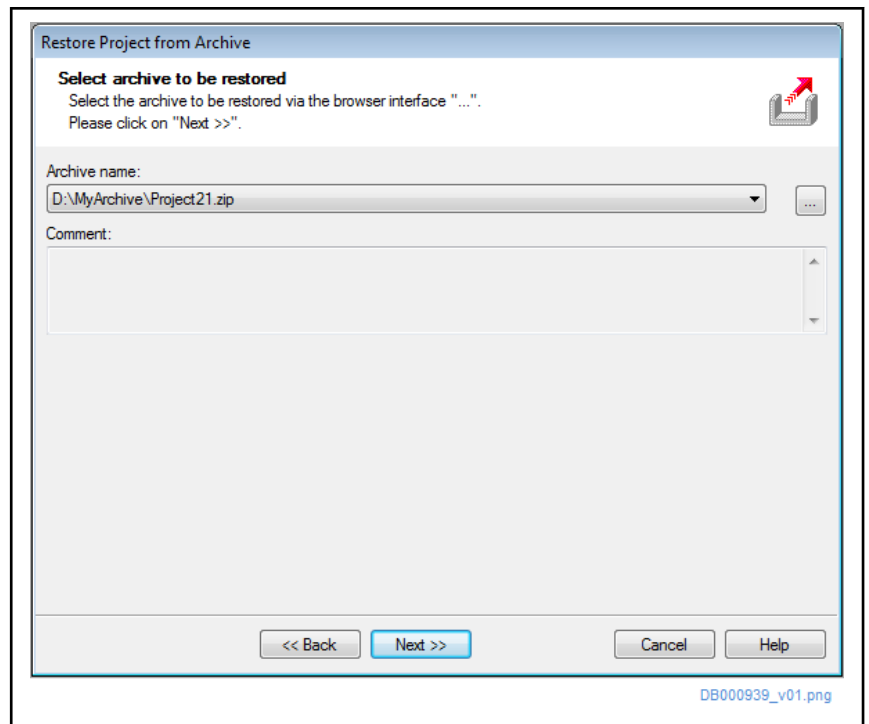 Restore Project from Archive
Select archive to be restored
Select the archive to be restored via the browser interface "...".
Please click on "Next >>".
Archive name:
D:\MyArchive\Project21.zip
...
Comment:
<< Back Next >> Cancel Help
DB000939_v01.png